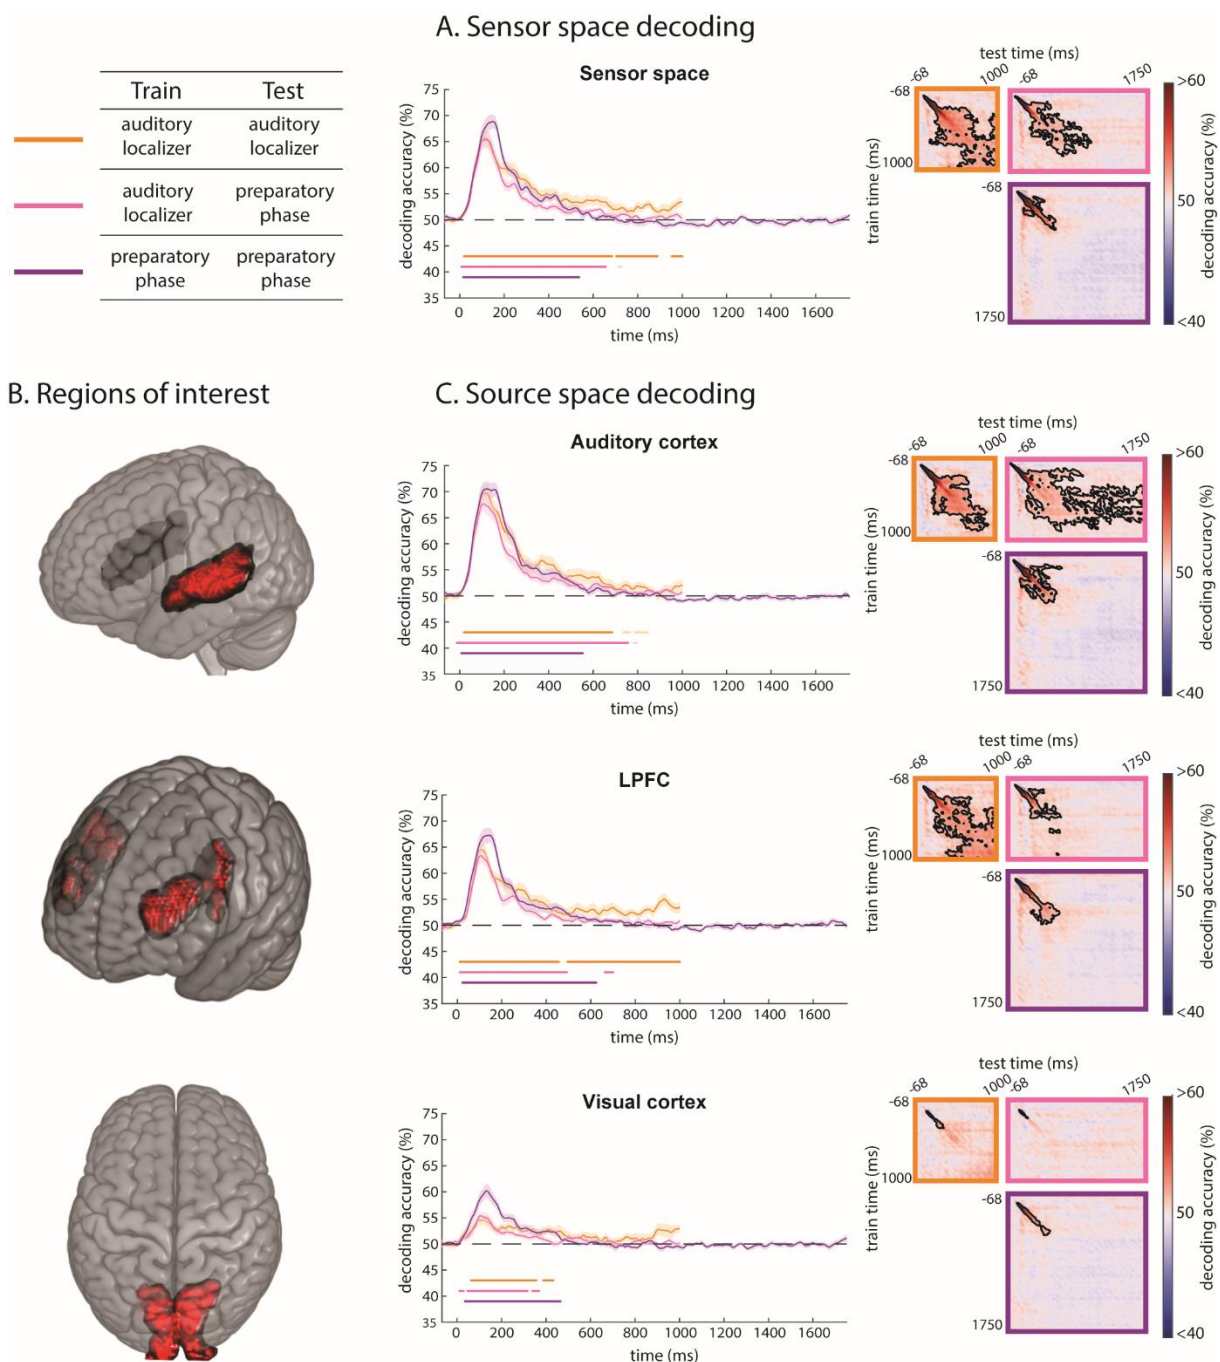 A. Sensor space decoding
Train Test
auditory localizer auditory localizer
auditory localizer preparatory phase
preparatory phase preparatory phase
Sensor space
decoding accuracy (%)
75
70
65
60
55
50
45
40
35
0 200 400 600 800 1000 1200 1400 1600
time (ms)
test time (ms)
-68 1000 -68 1750
train time (ms)
-68
1000
-68
1750
>60
50
<40
decoding accuracy (%)
B. Regions of interest
C. Source space decoding
Auditory cortex
decoding accuracy (%)
75
70
65
60
55
50
45
40
35
0 200 400 600 800 1000 1200 1400 1600
time (ms)
test time (ms)
-68 1000 -68 1750
train time (ms)
-68
1000
-68
1750
>60
50
<40
decoding accuracy (%)
LPFC
decoding accuracy (%)
75
70
65
60
55
50
45
40
35
0 200 400 600 800 1000 1200 1400 1600
time (ms)
test time (ms)
-68 1000 -68 1750
train time (ms)
-68
1000
-68
1750
>60
50
<40
decoding accuracy (%)
Visual cortex
decoding accuracy (%)
75
70
65
60
55
50
45
40
35
0 200 400 600 800 1000 1200 1400 1600
time (ms)
test time (ms)
-68 1000 -68 1750
train time (ms)
-68
1000
-68
1750
>60
50
<40
decoding accuracy (%)